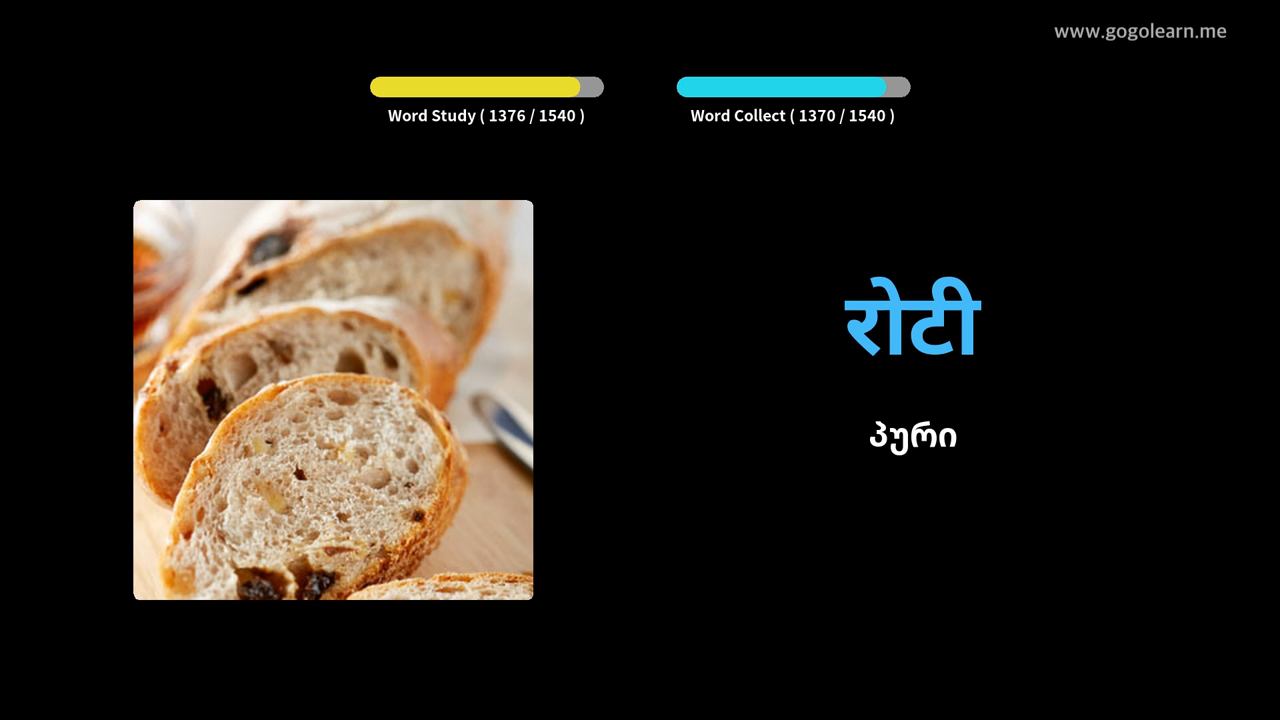 www.gogolearn.me
Word Study ( 1376 / 1540 )
Word Collect ( 1370 / 1540 )
रोटी
პური